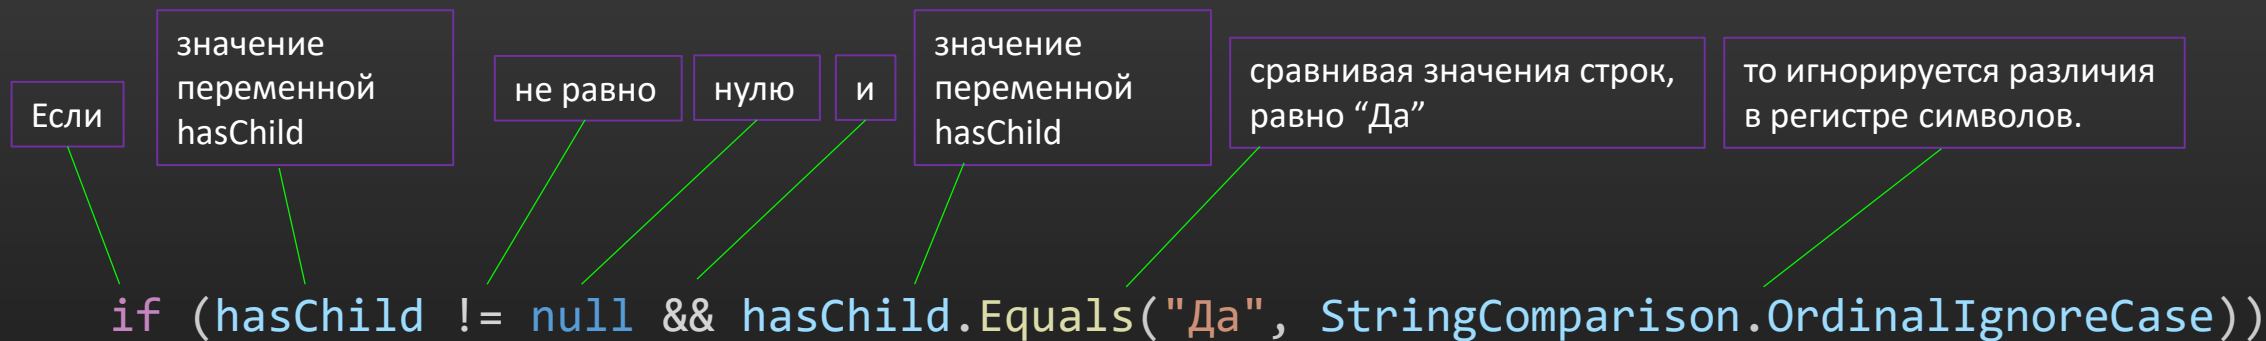 Если
значение
переменной
hasChild
не равно
нулю
и
значение
переменной
hasChild
сравнивая значения строк,
равно “Да”
то игнорируется различия
в регистре символов.
if (hasChild != null && hasChild.Equals("Да", StringComparison.OrdinalIgnoreCase))